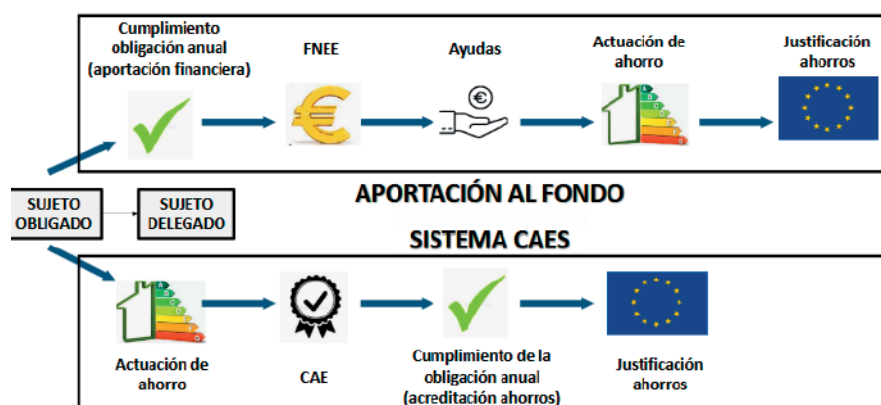 Cumplimiento
obligación anual
(aportación financiera)
FNEE
Ayudas
Actuación de
ahorro
Justificación
ahorros
SUJETO
OBLIGADO
SUJETO
DELEGADO
APORTACIÓN AL FONDO
SISTEMA CAES
Actuación de
ahorro
CAE
Cumplimiento de la
obligación anual
(acreditación ahorros)
Justificación
ahorros